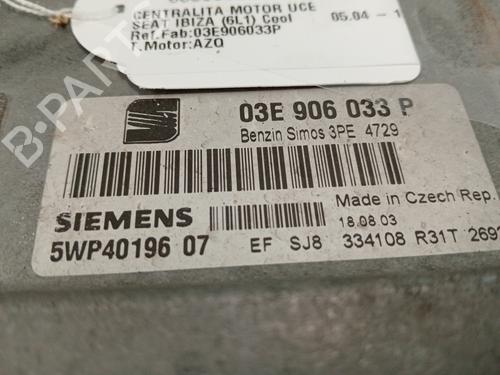 CENTRALITA MOTOR UCE
SEAT IBIZA (6L1) Cool 05.04 - 1
Ref.Fab:03E906033P
T.Motor:AZQ
B-PARTS
03E 906 033 P
Benzin Simos 3PE 4729
SIEMENS
Made in Czech Rep.
18.08.03
5WP40196 07 EF SJ8 334108 R31T 2692